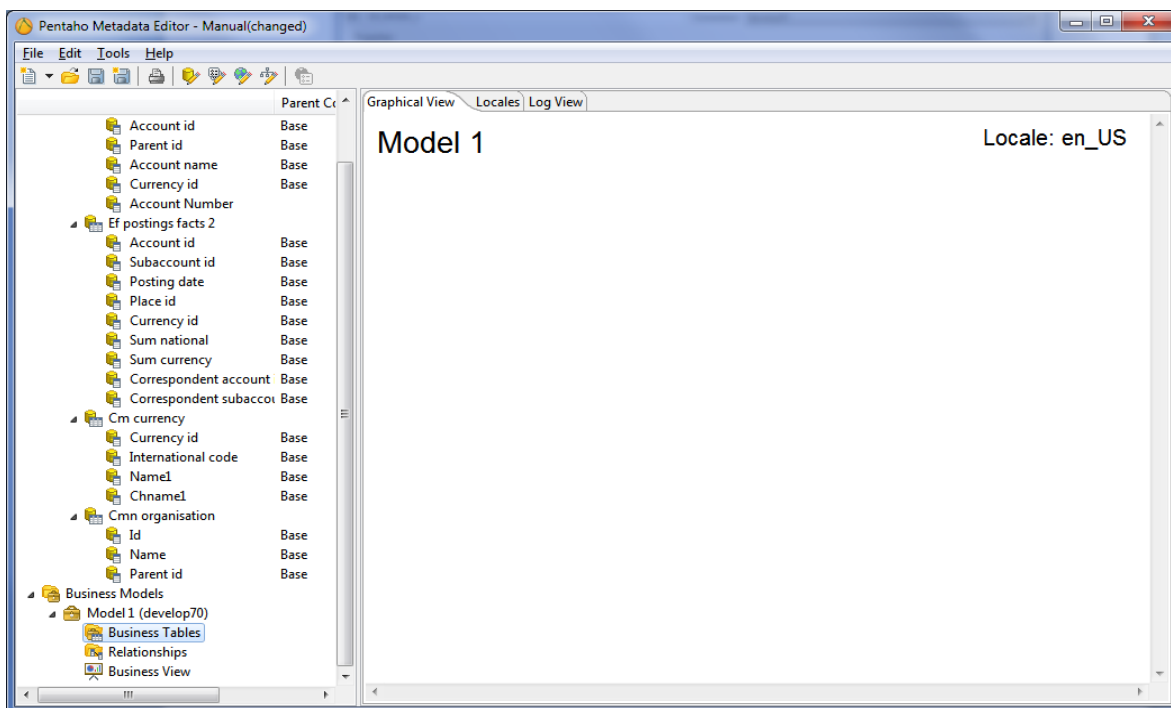 Pentaho Metadata Editor - Manual(changed)
File Edit Tools Help
Parent Co
Graphical View Locales Log View
Account id Base
Parent id Base
Account name Base
Currency id Base
Account Number
Ef postings facts 2
Account id Base
Subaccount id Base
Posting date Base
Place id Base
Currency id Base
Sum national Base
Sum currency Base
Correspondent account Base
Correspondent subaccou Base
Cm currency
Currency id Base
International code Base
Name1 Base
Chname1 Base
Cmn organisation
Id Base
Name Base
Parent id Base
Business Models
Model 1 (develop70)
Business Tables
Relationships
Business View
Model 1
Locale: en_US